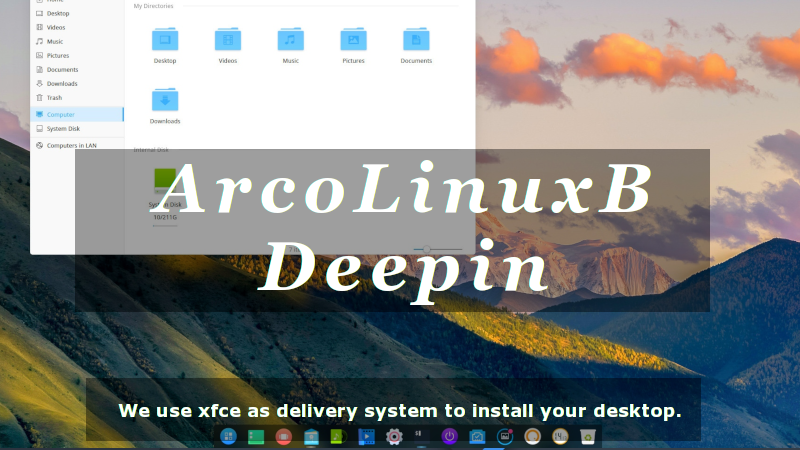 Home
My Directories
Desktop
Videos
Music
Pictures
Documents
Downloads
Trash
Computer
System Disk
Computers in LAN
Desktop
Videos
Music
Pictures
Documents
Downloads
Internal Disk
System Disk
10/211G
ArcoLinuxB
Deepin
We use xfce as delivery system to install your desktop.